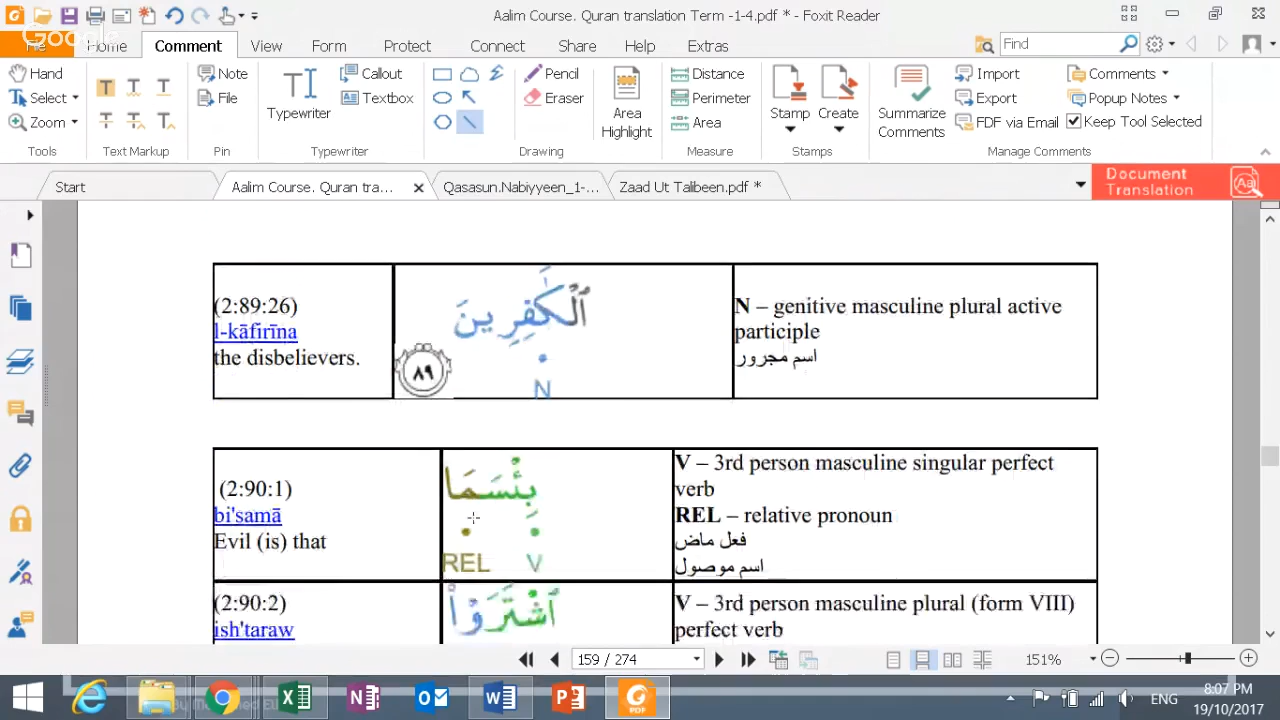 Aalim Course. Quran translation Term -1-4.pdf * - Foxit Reader
Google
File Home Comment View Form Protect Connect Share Help Extras Find
Hand Note Callout Pencil Distance Import Comments
Select File Typewriter Textbox Eraser Perimeter Export Popup Notes
Zoom Area Highlight Area Stamp Create Summarize Comments FDF via Email Keep Tool Selected
Tools Text Markup Pin Typewriter Drawing Measure Stamps Manage Comments
Start Aalim Course. Quran tra... Qasasun.Nabiyyeen_1-... Zaad Ut Talibeen.pdf * Document Translation
(2:89:26)
l-kāfirīna
the disbelievers.
ٱلْكَٰفِرِينَ
٨٩
N
N – genitive masculine plural active
participle
اسم مجرور
(2:90:1)
bi'samā
Evil (is) that
بِئْسَمَا
REL V
V – 3rd person masculine singular perfect
verb
REL – relative pronoun
فعل ماض
اسم موصول
(2:90:2)
ish'taraw
ٱشْتَرَوْا۟
V – 3rd person masculine plural (form VIII)
perfect verb
159 / 274 151%
ENG 8:07 PM
19/10/2017